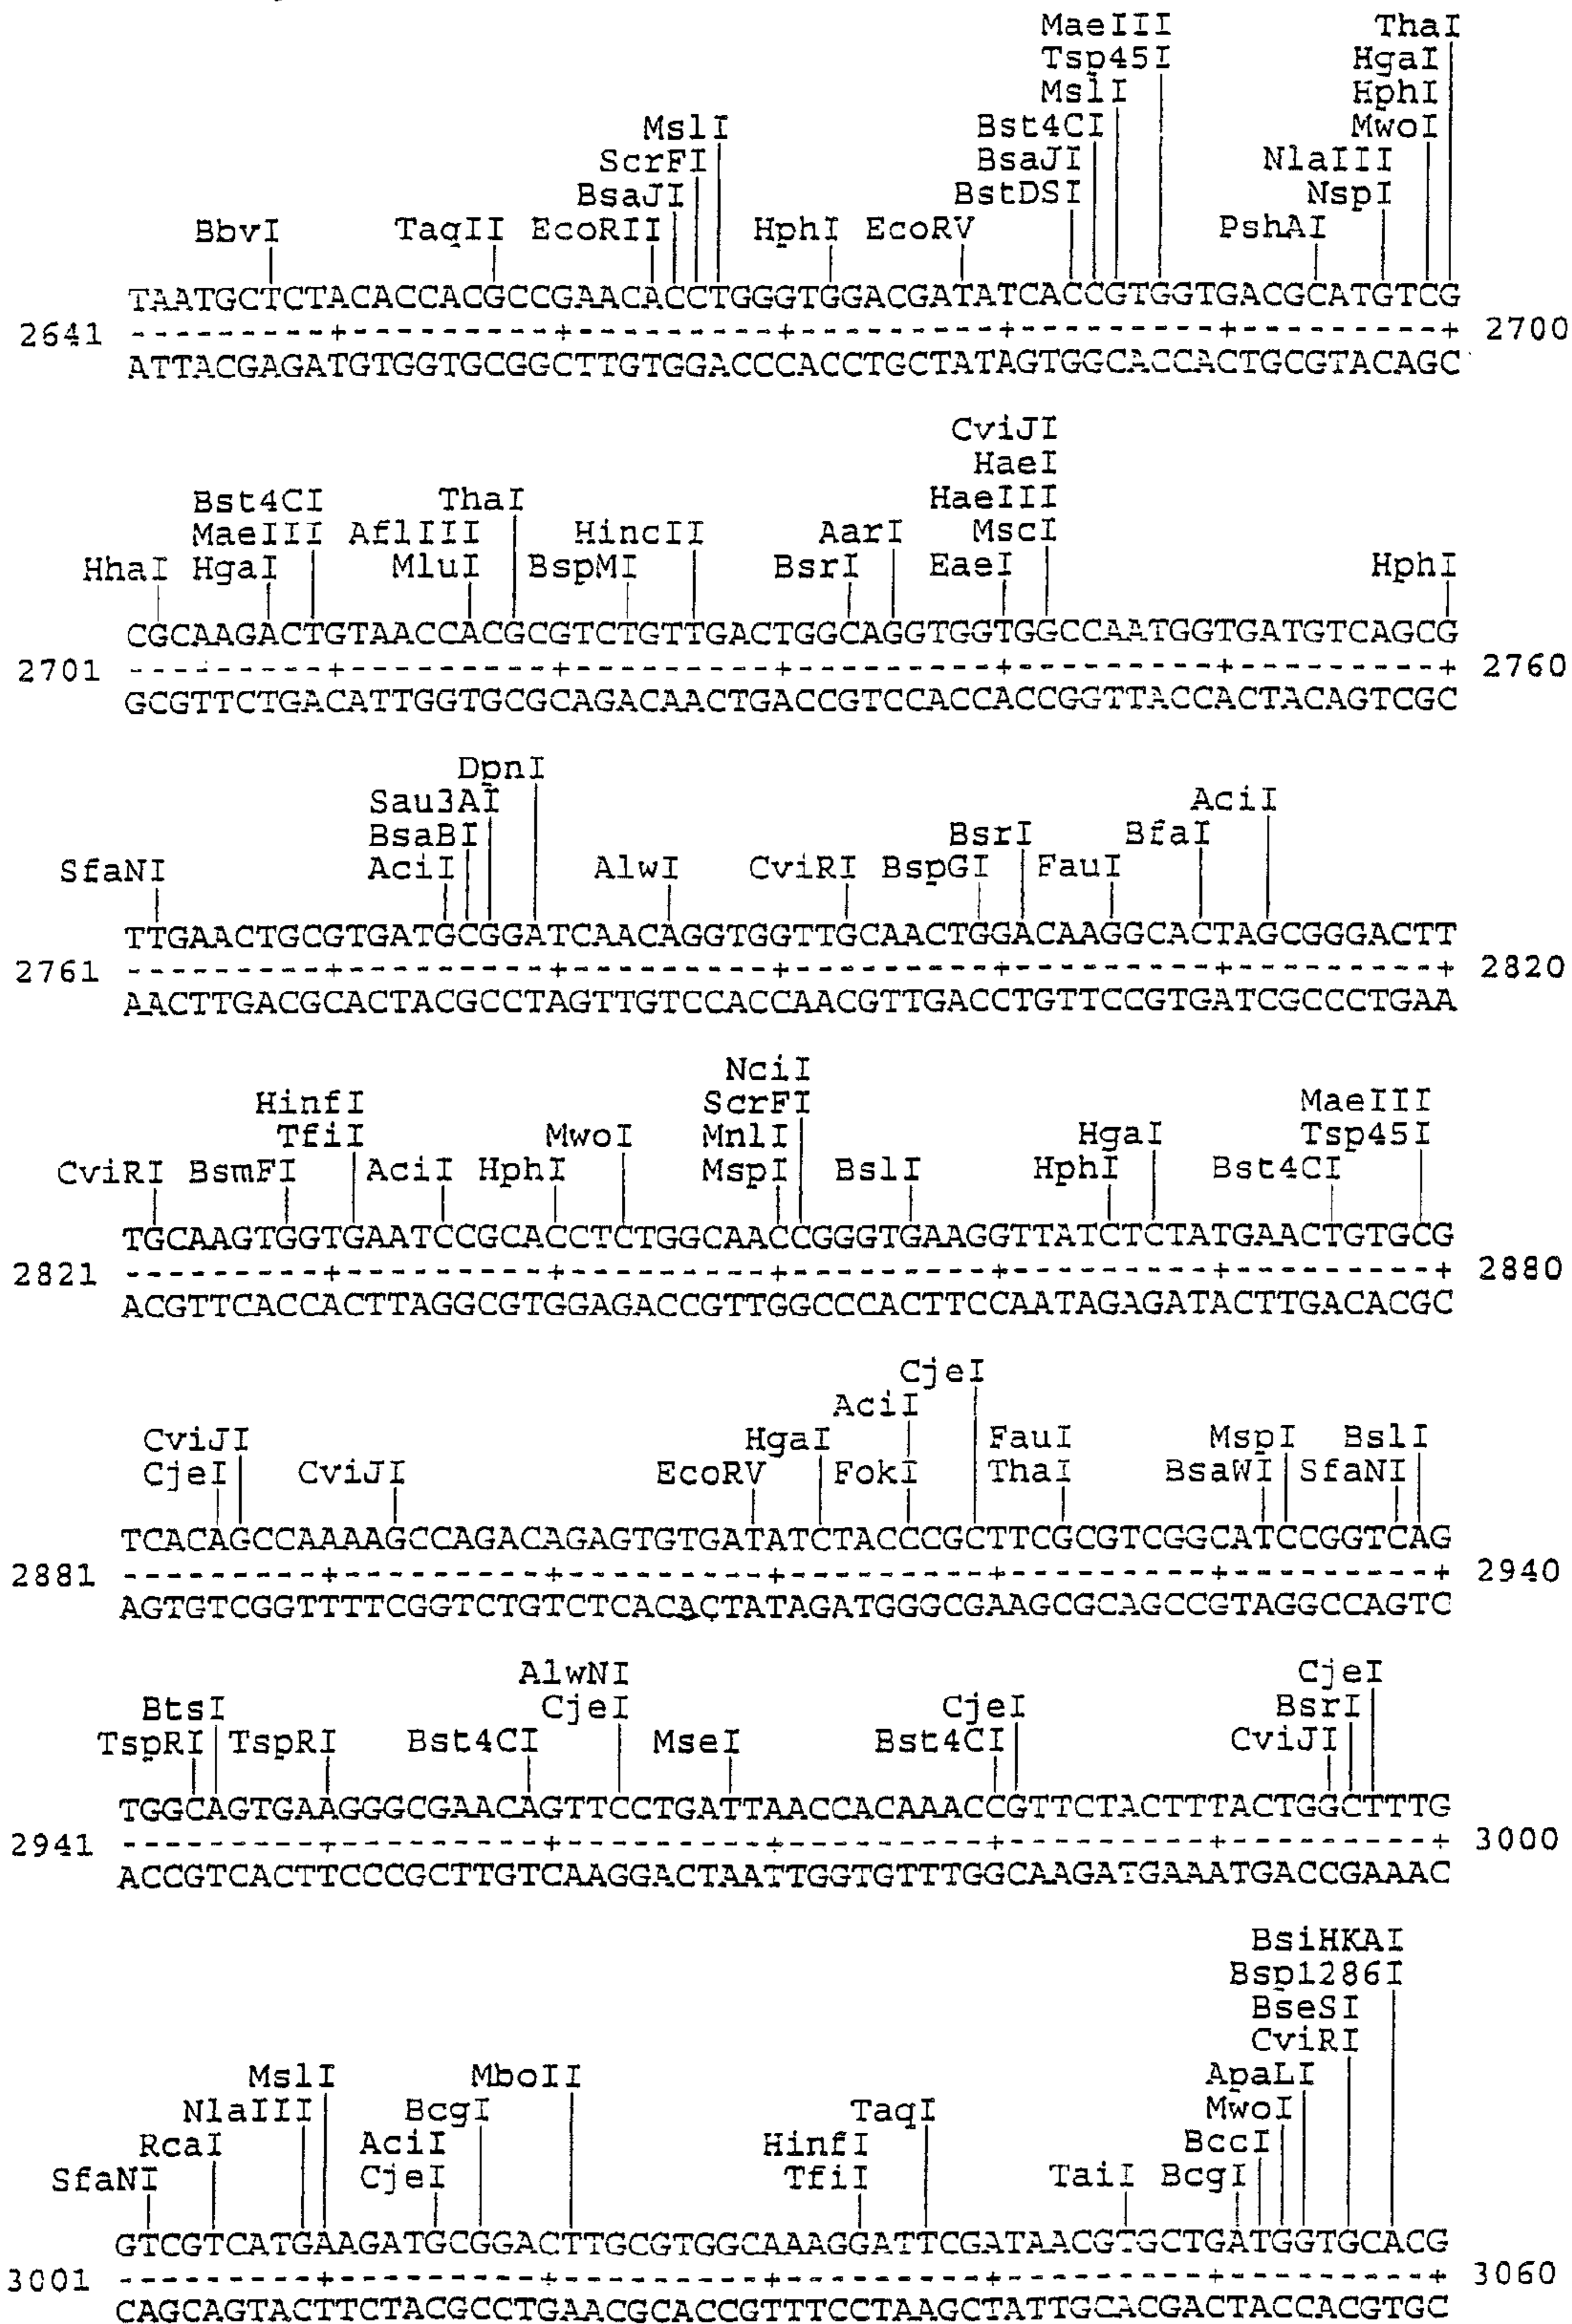 MaeIII ThaI
Tsp45I HgaI
MslI HphI
MslI Bst4CI MwoI
ScrFI BsaJI NlaIII
BsaJI BstDSI NspI
BbvI TaqII EcoRII HphI EcoRV PshAI
TAATGCTCTACACCACGCCGAACACCTGGGTGGACGATATCACCGTGGTGACGCATGTCG
2641 ---------+---------+---------+---------+---------+---------+ 2700
ATTACGAGATGTGGTGCGGCTTGTGGACCCACCTGCTATAGTGGCACCACTGCGTACAGC
CviJI
HaeI
Bst4CI ThaI HaeIII
MaeIII AflIII HincII AarI MscI
HhaI HgaI MluI BspMI BsrI EaeI HphI
CGCAAGACTGTAACCACGCGTCTGTTGACTGGCAGGTGGTGGCCAATGGTGATGTCAGCG
2701 ---------+---------+---------+---------+---------+---------+ 2760
GCGTTCTGACATTGGTGCGCAGACAACTGACCGTCCACCACCGGTTACCACTACAGTCGC
DpnI
Sau3AI AciI
BsaBI BsrI BfaI
SfaNI AciI AlwI CviRI BspGI FauI
TTGAACTGCGTGATGCGGATCAACAGGTGGTTGCAACTGGACAAGGCACTAGCGGGACTT
2761 ---------+---------+---------+---------+---------+---------+ 2820
AACTTGACGCACTACGCCTAGTTGTCCACCAACGTTGACCTGTTCCGTGATCGCCCTGAA
NciI
HinfI ScrFI MaeIII
TfiI MwoI MnlI HgaI Tsp45I
CviRI BsmFI AciI HphI MspI BslI HphI Bst4CI
TGCAAGTGGTGAATCCGCACCTCTGGCAACCGGGTGAAGGTTATCTCTATGAACTGTGCG
2821 ---------+---------+---------+---------+---------+---------+ 2880
ACGTTCACCACTTAGGCGTGGAGACCGTTGGCCCACTTCCAATAGAGATACTTGACACGC
CjeI
AciI
CviJI HgaI FauI MspI BslI
CjeI CviJI EcoRV FokI ThaI BsaWI SfaNI
TCACAGCCAAAAGCCAGACAGAGTGTGATATCTACCCGCTTCGCGTCGGCATCCGGTCAG
2881 ---------+---------+---------+---------+---------+---------+ 2940
AGTGTCGGTTTTCGGTCTGTCTCACACTATAGATGGGCGAAGCGCAGCCGTAGGCCAGTC
AlwNI CjeI
BtsI CjeI CjeI BsrI
TspRI TspRI Bst4CI MseI Bst4CI CviJI
TGGCAGTGAAGGGCGAACAGTTCCTGATTAACCACAAACCGTTCTACTTTACTGGCTTTG
2941 ---------+---------+---------+---------+---------+---------+ 3000
ACCGTCACTTCCCGCTTGTCAAGGACTAATTGGTGTTTGGCAAGATGAAATGACCGAAAC
BsiHKAI
Bsp1286I
BseSI
CviRI
MslI MboII ApaLI
NlaIII BcgI TaqI MwoI
RcaI AciI HinfI BccI
SfaNI CjeI TfiI TaiI BcgI
GTCGTCATGAAGATGCGGACTTGCGTGGCAAAGGATTCGATAACGTGCTGATGGTGCACG
3001 ---------+---------+---------+---------+---------+---------+ 3060
CAGCAGTACTTCTACGCCTGAACGCACCGTTTCCTAAGCTATTGCACGACTACCACGTGC